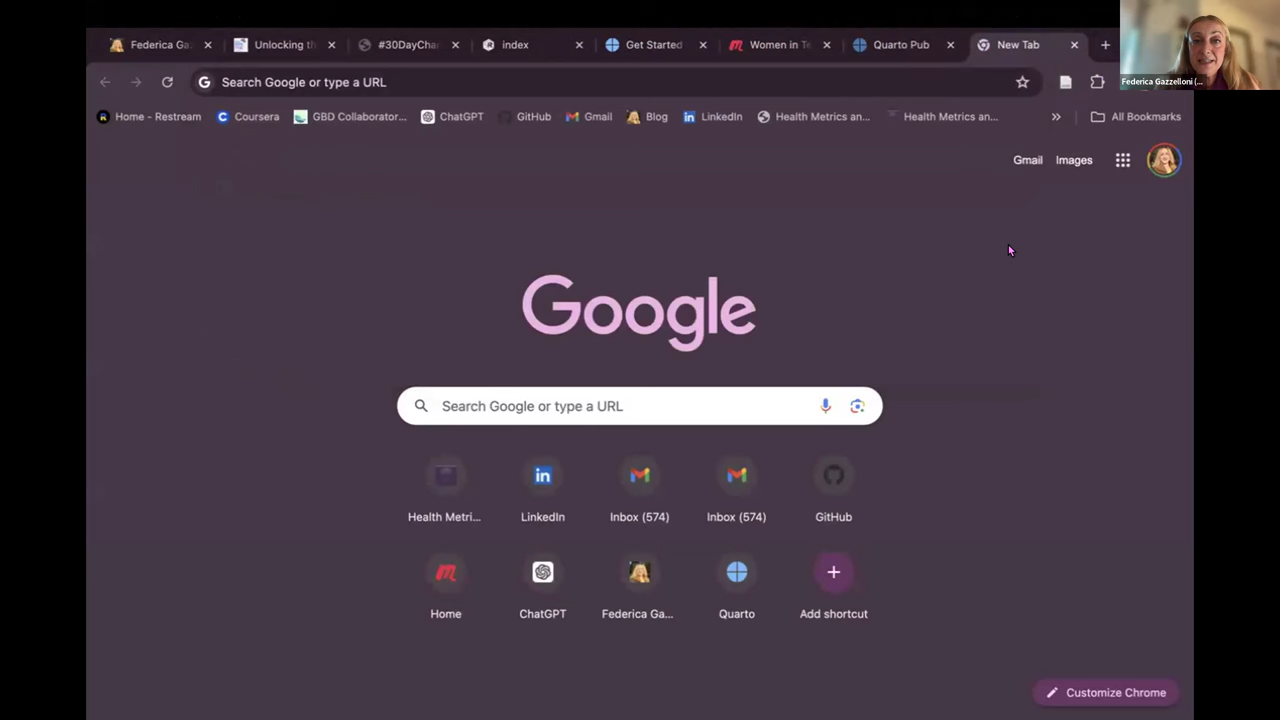 Federica Ga
Unlocking th
#30DayCha
index
Get Started
Women in Te
Quarto Pub
New Tab
Search Google or type a URL
Federica Gazzelloni (...
Home - Restream
Coursera
GBD Collaborator...
ChatGPT
GitHub
Gmail
Blog
LinkedIn
Health Metrics an...
Health Metrics an...
All Bookmarks
Gmail
Images
Google
Search Google or type a URL
Health Metri...
LinkedIn
Inbox (574)
Inbox (574)
GitHub
Home
ChatGPT
Federica Ga...
Quarto
Add shortcut
Customize Chrome